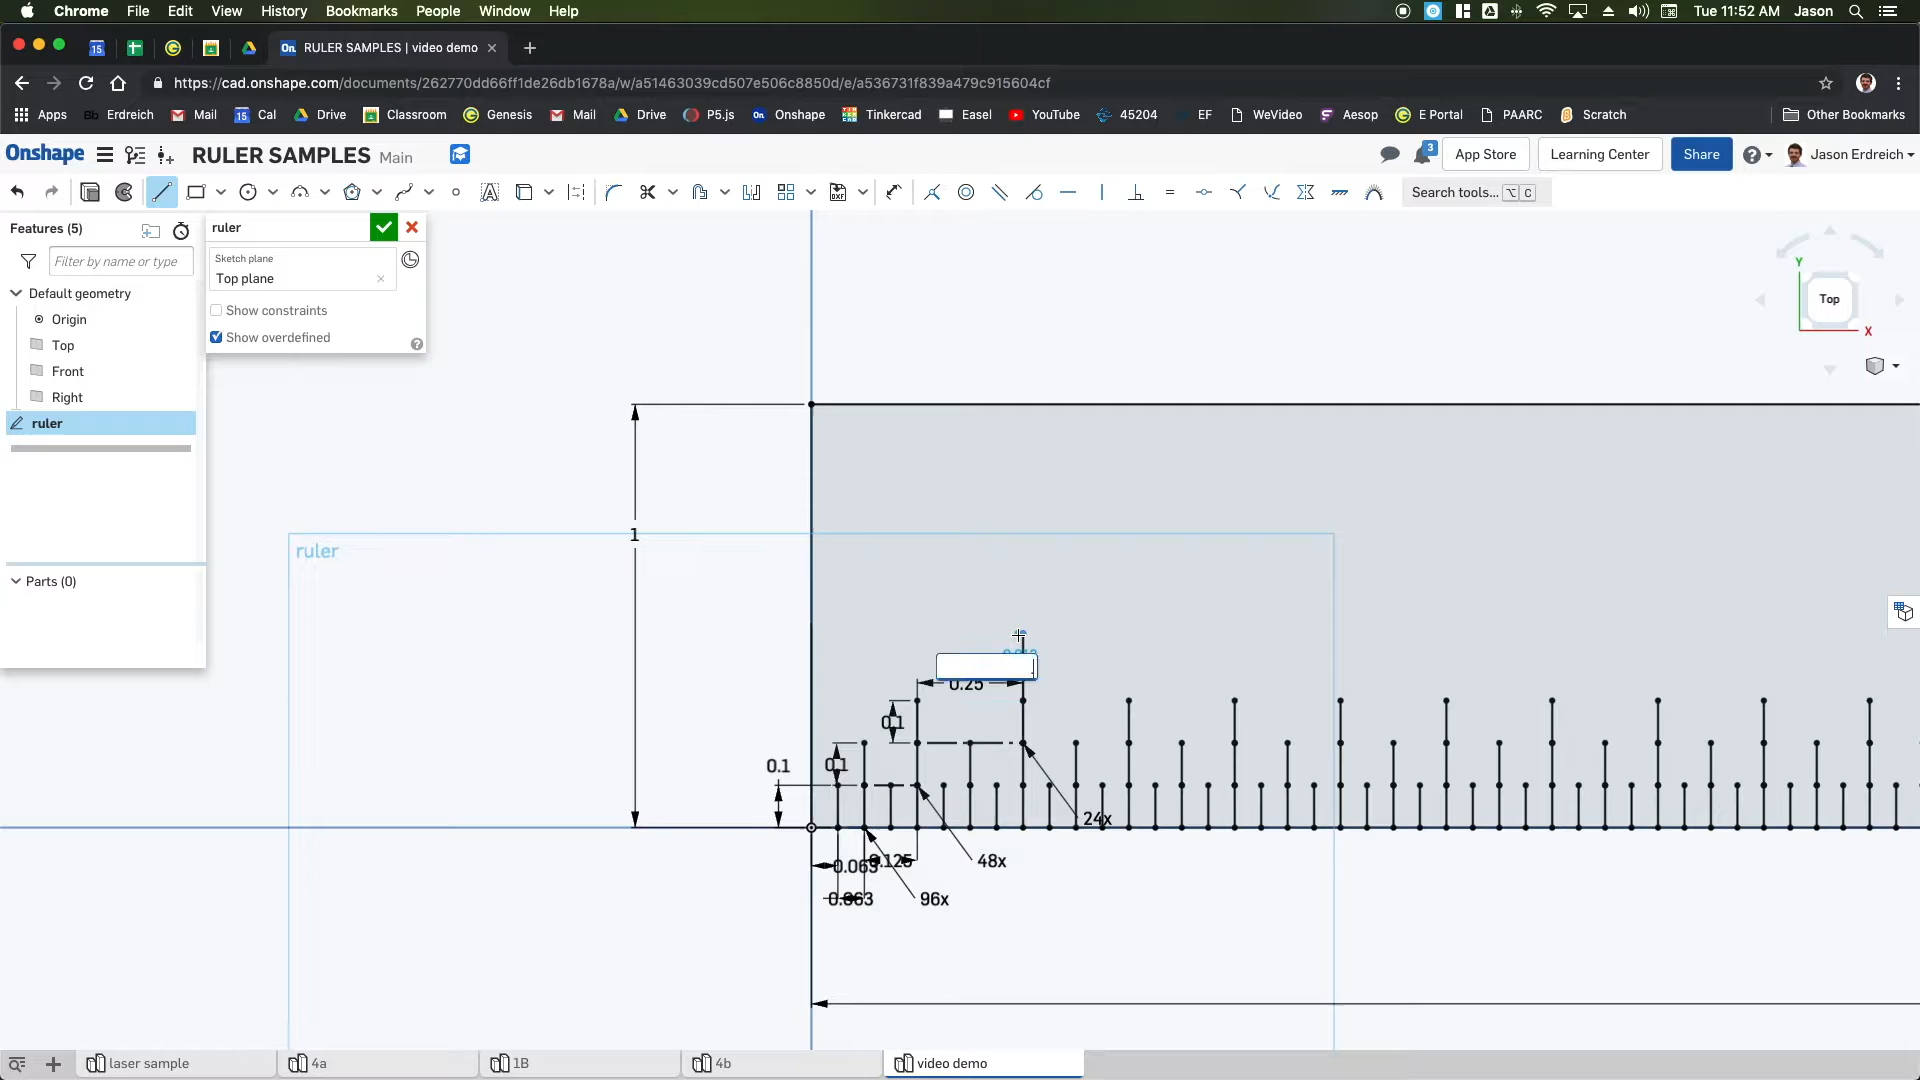 Chrome File Edit View History Bookmarks People Window Help Tue 11:52 AM Jason
15 On. RULER SAMPLES | video demo
https://cad.onshape.com/documents/262770dd66ff1de26db1678a/w/a51463039cd507e506c8850d/e/a536731f839a479c915604cf
Apps Bb Erdreich Mail 15 Cal Drive Classroom Genesis Mail Drive P5.js On Onshape Tinkercad Easel YouTube 45204 EF WeVideo Aesop E Portal PAARC Scratch Other Bookmarks
Onshape RULER SAMPLES Main 3 App Store Learning Center Share Jason Erdreich
Search tools... ⌥ C
Features (5)
Filter by name or type
Default geometry
Origin
Top
Front
Right
ruler
Parts (0)
ruler
Sketch plane
Top plane
Show constraints
Show overdefined
Y
Top
X
1
ruler
0.25
0.1
0.1
0.1
24x
0.063
0.125
48x
0.063
96x
laser sample 4a 1B 4b video demo